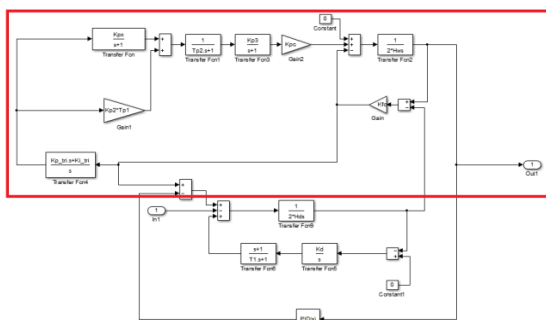 0
Constant
Kpx
s+1
Transfer Fcn
1
Tp2.s+1
Transfer Fcn1
Kp3
s+1
Transfer Fcn3
Kpc
Gain2
1
2*Hws
Transfer Fcn2
Kp2*Tp1
Gain1
Gain
Kp_tri.s+Ki_tri
s
Transfer Fcn4
1
Out1
1
In1
1
2*Hds
Transfer Fcn9
s+1
T1.s+1
Transfer Fcn6
Kd
s
Transfer Fcn5
0
Constant1